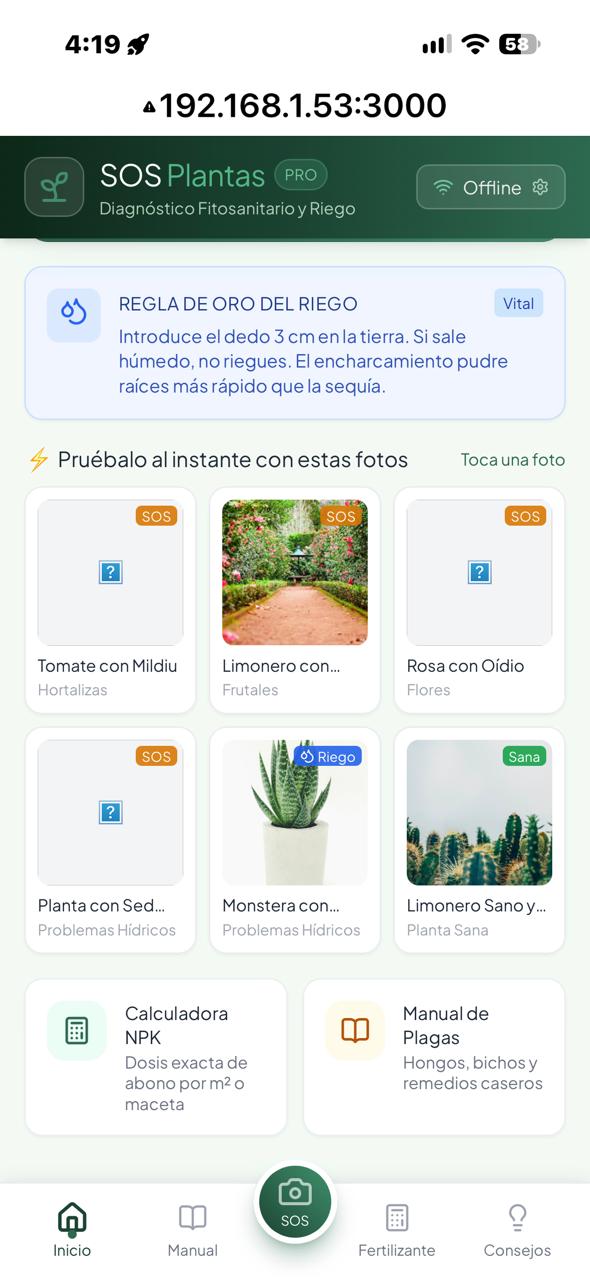 4:19
58
192.168.1.53:3000
SOS Plantas PRO
Diagnóstico Fitosanitario y Riego
Offline
REGLA DE ORO DEL RIEGO
Vital
Introduce el dedo 3 cm en la tierra. Si sale
húmedo, no riegues. El encharcamiento pudre
raíces más rápido que la sequía.
⚡ Pruébalo al instante con estas fotos
Toca una foto
SOS
SOS
SOS
?
?
Tomate con Mildiu
Limonero con...
Rosa con Oídio
Hortalizas
Frutales
Flores
SOS
Riego
Sana
?
Planta con Sed...
Monstera con...
Limonero Sano y...
Problemas Hídricos
Problemas Hídricos
Planta Sana
Calculadora
NPK
Dosis exacta de
abono por m² o
maceta
Manual de
Plagas
Hongos, bichos y
remedios caseros
Inicio
Manual
SOS
Fertilizante
Consejos